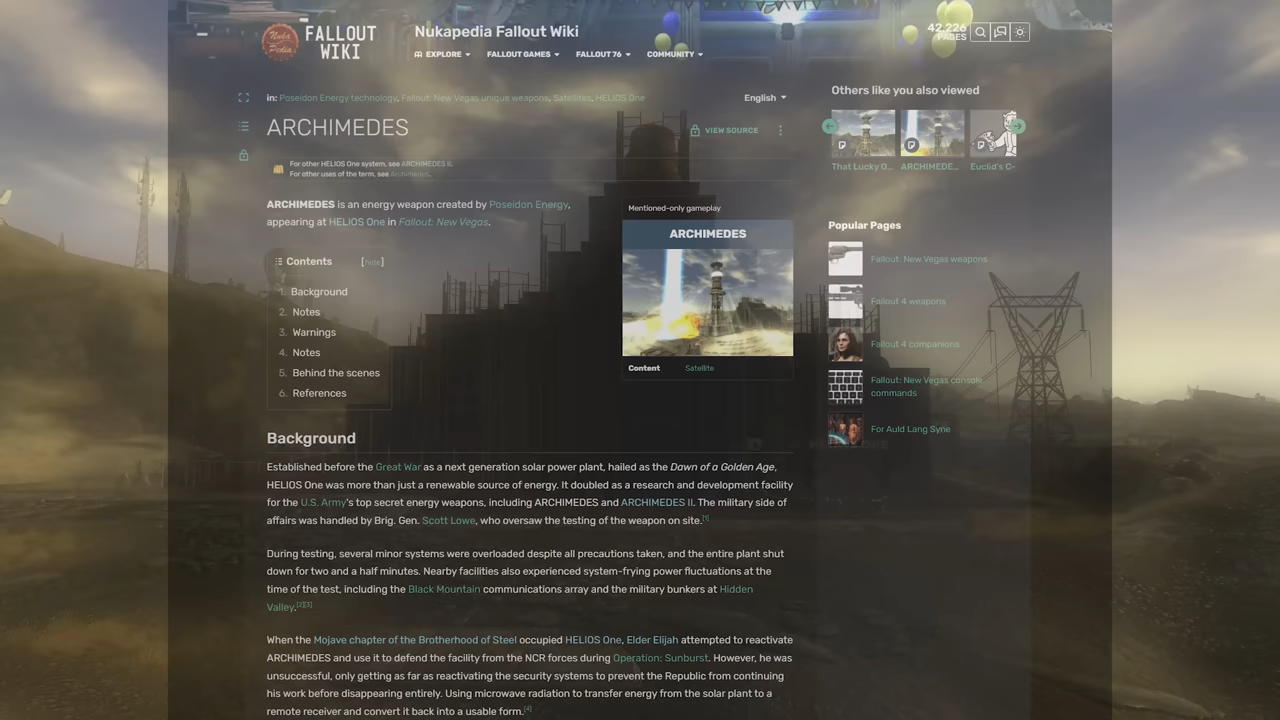 Nuka Pedia
FALLOUT WIKI
Nukapedia Fallout Wiki
EXPLORE FALLOUT GAMES FALLOUT 76 COMMUNITY
42,226 PAGES
in: Poseidon Energy technology, Fallout: New Vegas unique weapons, Satellites, HELIOS One
English
ARCHIMEDES
VIEW SOURCE
For other HELIOS One system, see ARCHIMEDES II.
For other uses of the term, see Archimedes.
ARCHIMEDES is an energy weapon created by Poseidon Energy,
appearing at HELIOS One in Fallout: New Vegas.
Contents [hide]
1. Background
2. Notes
3. Warnings
4. Notes
5. Behind the scenes
6. References
Mentioned-only gameplay
ARCHIMEDES
Content Satellite
Background
Established before the Great War as a next generation solar power plant, hailed as the Dawn of a Golden Age,
HELIOS One was more than just a renewable source of energy. It doubled as a research and development facility
for the U.S. Army's top secret energy weapons, including ARCHIMEDES and ARCHIMEDES II. The military side of
affairs was handled by Brig. Gen. Scott Lowe, who oversaw the testing of the weapon on site.[1]
During testing, several minor systems were overloaded despite all precautions taken, and the entire plant shut
down for two and a half minutes. Nearby facilities also experienced system-frying power fluctuations at the
time of the test, including the Black Mountain communications array and the military bunkers at Hidden
Valley.[2][3]
When the Mojave chapter of the Brotherhood of Steel occupied HELIOS One, Elder Elijah attempted to reactivate
ARCHIMEDES and use it to defend the facility from the NCR forces during Operation: Sunburst. However, he was
unsuccessful, only getting as far as reactivating the security systems to prevent the Republic from continuing
his work before disappearing entirely. Using microwave radiation to transfer energy from the solar plant to a
remote receiver and convert it back into a usable form.[4]
Others like you also viewed
That Lucky O... ARCHIMEDE... Euclid's C-
Popular Pages
Fallout: New Vegas weapons
Fallout 4 weapons
Fallout 4 companions
Fallout: New Vegas console
commands
For Auld Lang Syne